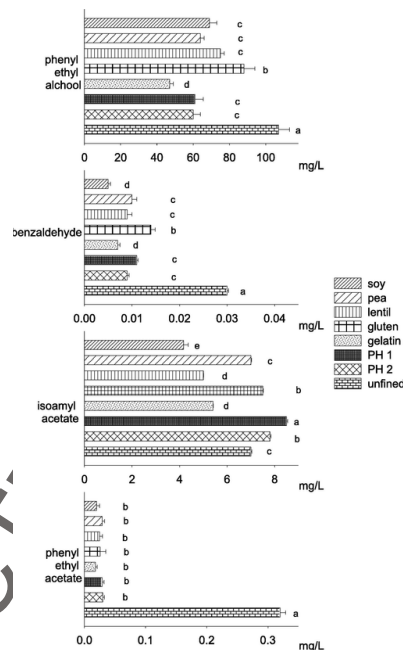 c
c
c
phenyl
ethyl
alchool
b
d
c
c
a
0 20 40 60 80 100
mg/L
d
c
c
benzaldehyde
b
d
c
c
a
0.00 0.01 0.02 0.03 0.04
mg/L
soy
pea
lentil
gluten
gelatin
PH 1
PH 2
unfined
e
c
d
b
isoamyl
acetate
d
a
b
c
0 2 4 6 8
mg/L
b
b
b
phenyl
ethyl
acetate
b
b
b
b
a
0.0 0.1 0.2 0.3
mg/L